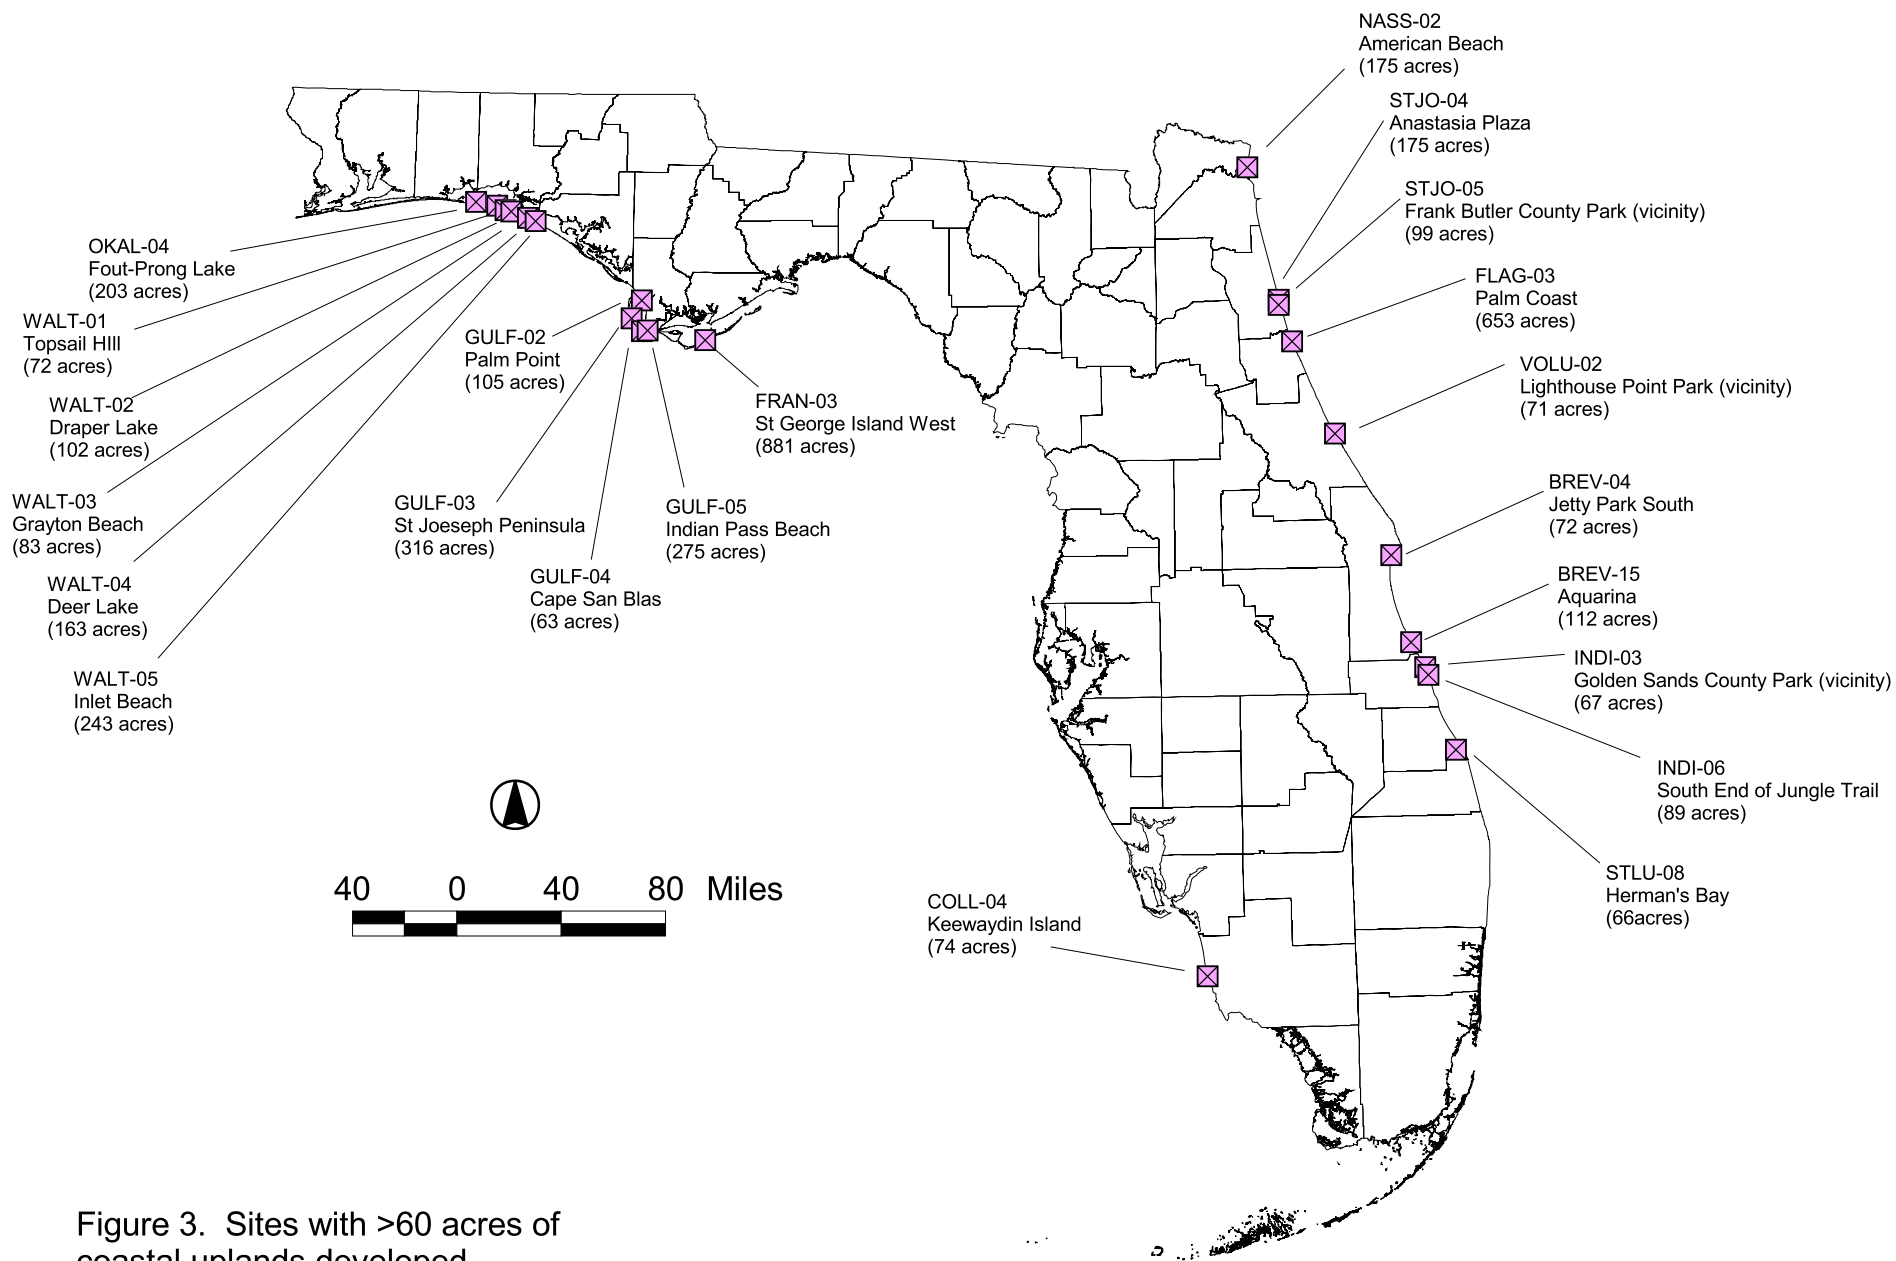 NASS-02
American Beach
(175 acres)
STJO-04
Anastasia Plaza
(175 acres)
STJO-05
Frank Butler County Park (vicinity)
(99 acres)
FLAG-03
Palm Coast
(653 acres)
VOLU-02
Lighthouse Point Park (vicinity)
(71 acres)
BREV-04
Jetty Park South
(72 acres)
BREV-15
Aquarina
(112 acres)
INDI-03
Golden Sands County Park (vicinity)
(67 acres)
INDI-06
South End of Jungle Trail
(89 acres)
STLU-08
Herman's Bay
(66acres)
OKAL-04
Fout-Prong Lake
(203 acres)
WALT-01
Topsail HIll
(72 acres)
WALT-02
Draper Lake
(102 acres)
WALT-03
Grayton Beach
(83 acres)
WALT-04
Deer Lake
(163 acres)
WALT-05
Inlet Beach
(243 acres)
GULF-02
Palm Point
(105 acres)
GULF-03
St Joeseph Peninsula
(316 acres)
GULF-04
Cape San Blas
(63 acres)
GULF-05
Indian Pass Beach
(275 acres)
FRAN-03
St George Island West
(881 acres)
COLL-04
Keewaydin Island
(74 acres)
40 0 40 80 Miles
Figure 3. Sites with >60 acres of
coastal uplands developed